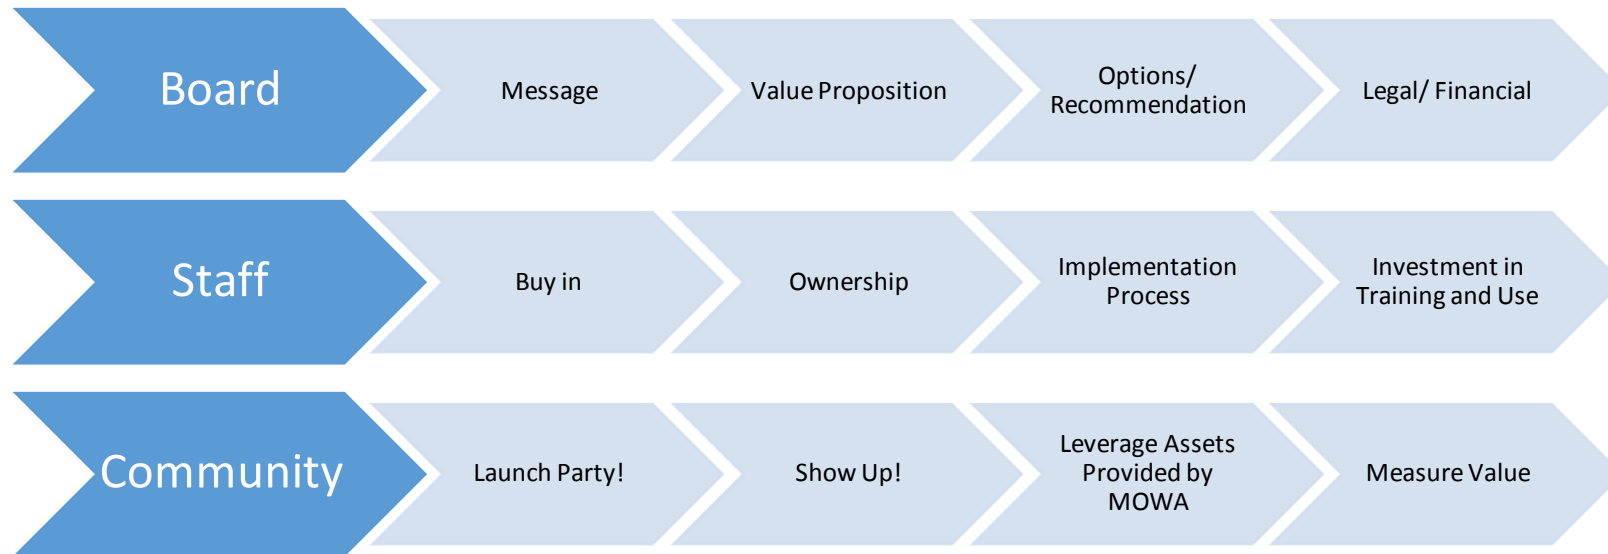 Board
Message
Value Proposition
Options/
Recommendation
Legal/ Financial
Staff
Buy in
Ownership
Implementation
Process
Investment in
Training and Use
Community
Launch Party!
Show Up!
Leverage Assets
Provided by
MOWA
Measure Value